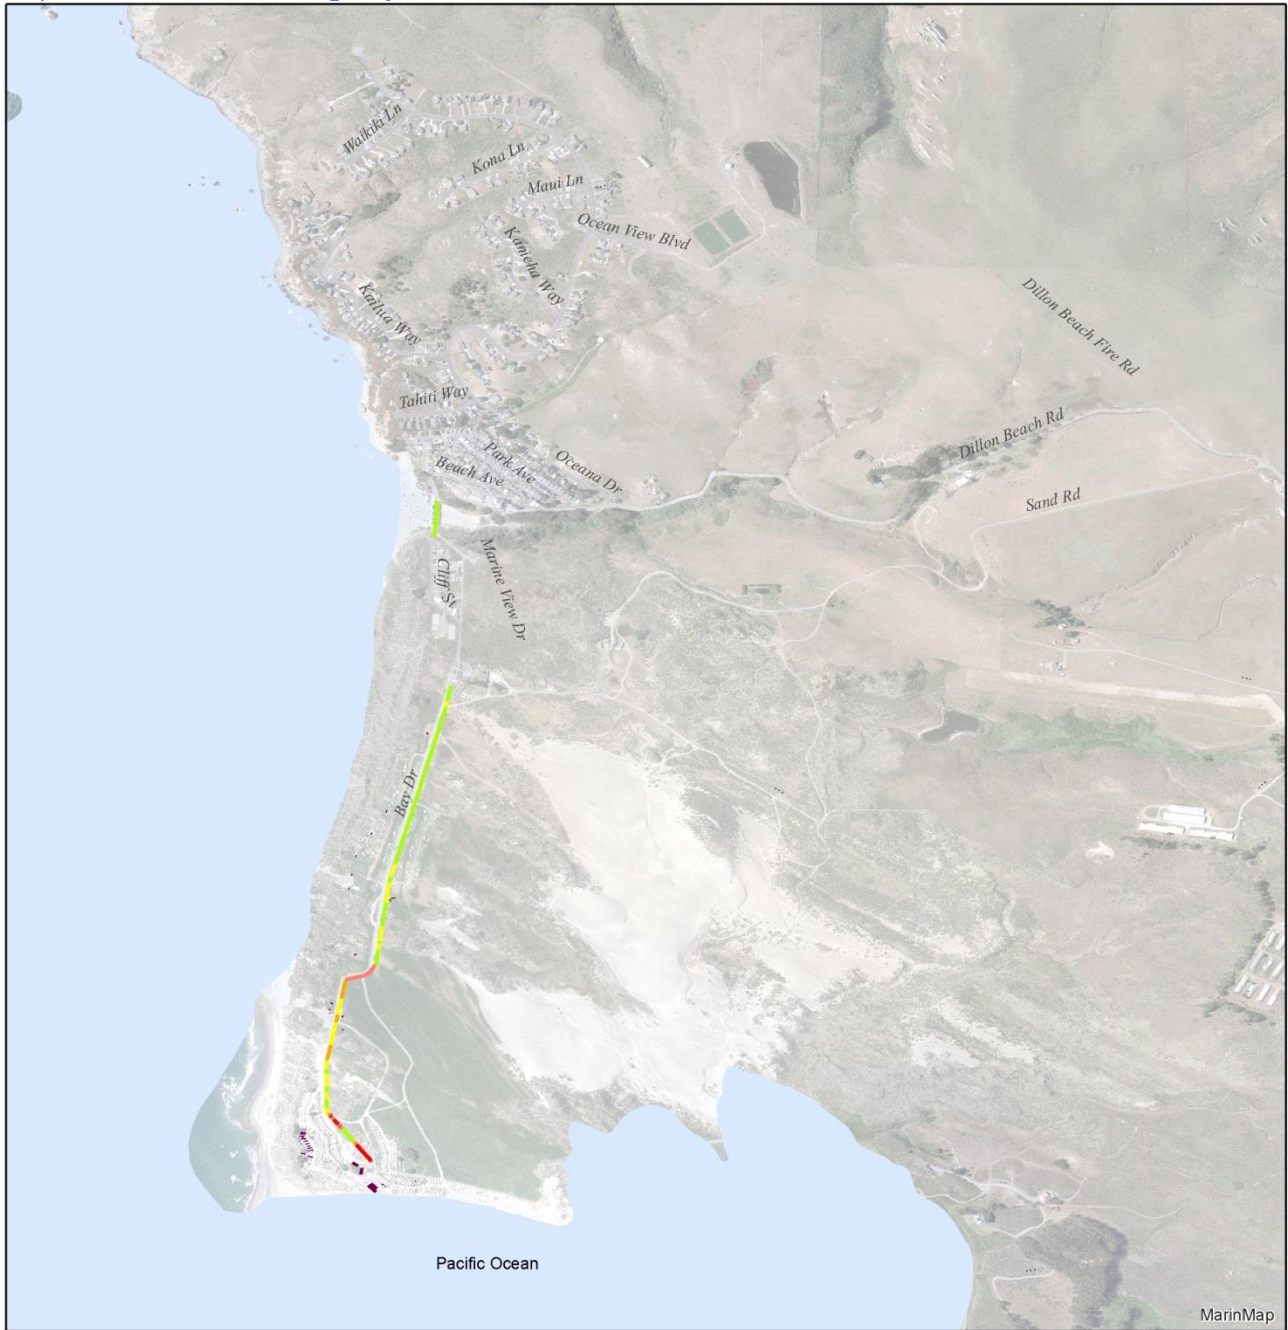 Waikiki Ln
Kona Ln
Maui Ln
Ocean View Blvd
Kameha Way
Kailua Way
Dillon Beach Fire Rd
Tahiti Way
Dillon Beach Rd
Park Ave
Oceana Dr
Beach Ave
Sand Rd
Marine View Dr
Cliff St
Bay Dr
Pacific Ocean
MarinMap